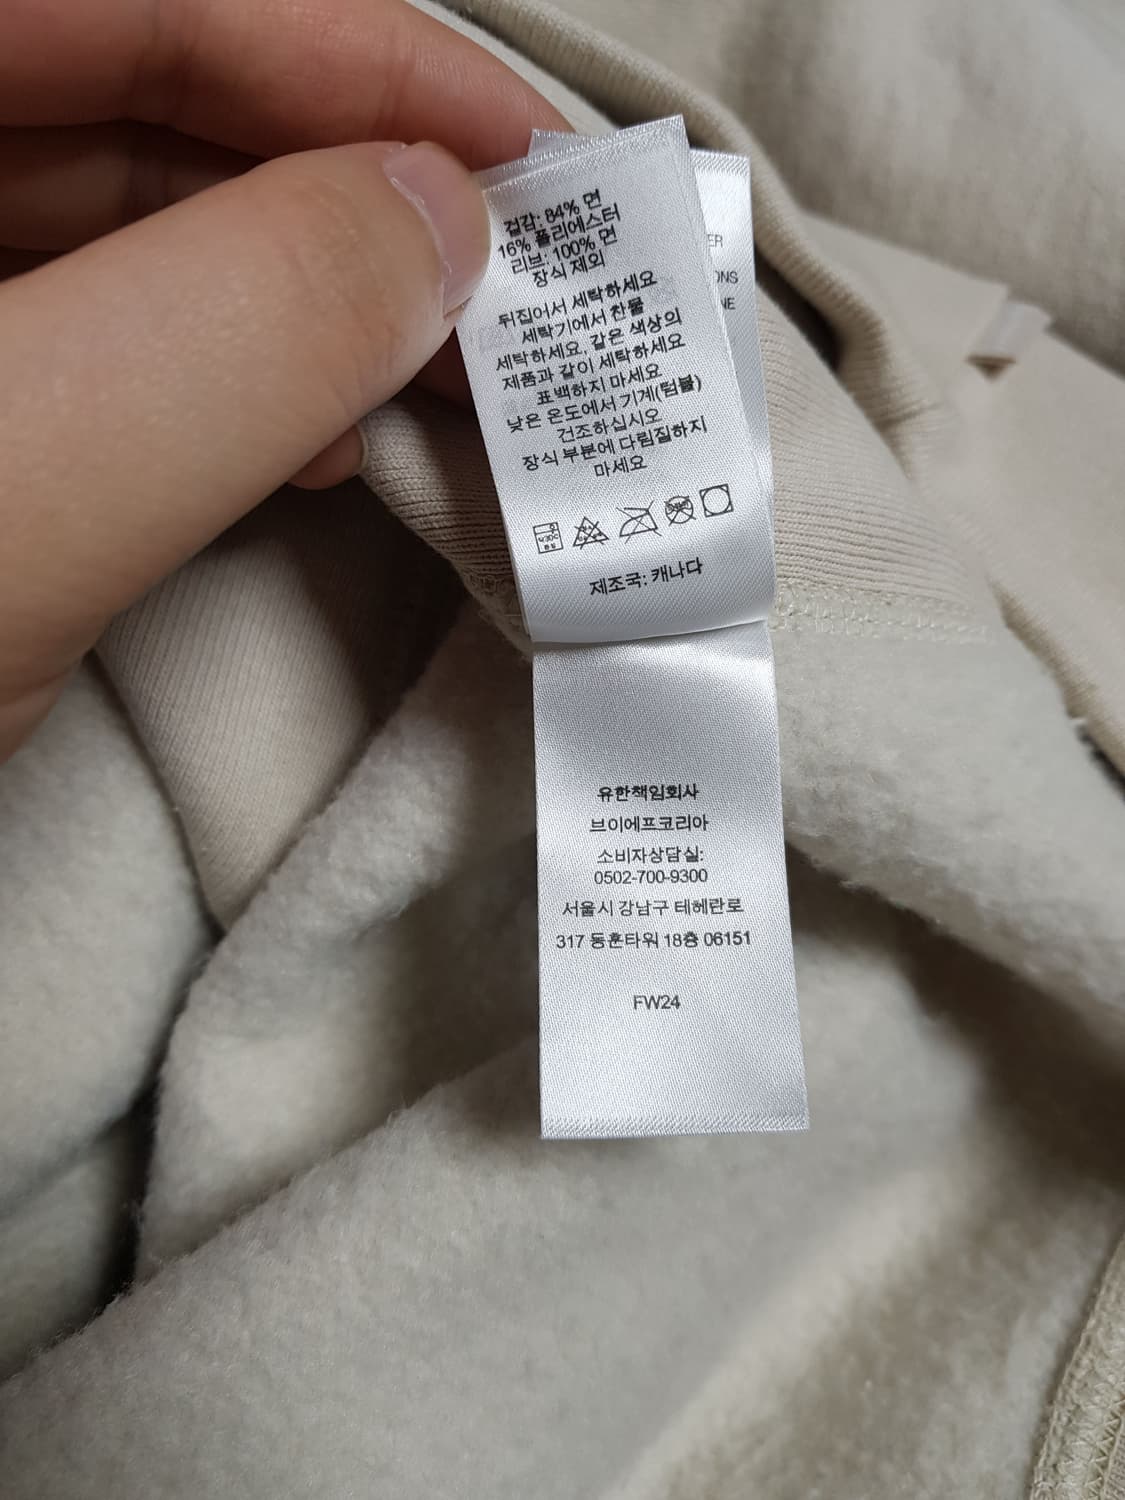 겉감: 84% 면
16% 폴리에스터
리브: 100% 면
장식 제외
뒤집어서 세탁하세요
세탁기에서 찬물
세탁하세요, 같은 색상의
제품과 같이 세탁하세요
표백하지 마세요
낮은 온도에서 기계(텀블)
건조하십시오
장식 부분에 다림질하지
마세요
제조국: 캐나다
ER
ONS
NE
유한책임회사
브이에프코리아
소비자상담실:
0502-700-9300
서울시 강남구 테헤란로
317 동훈타워 18층 06151
FW24